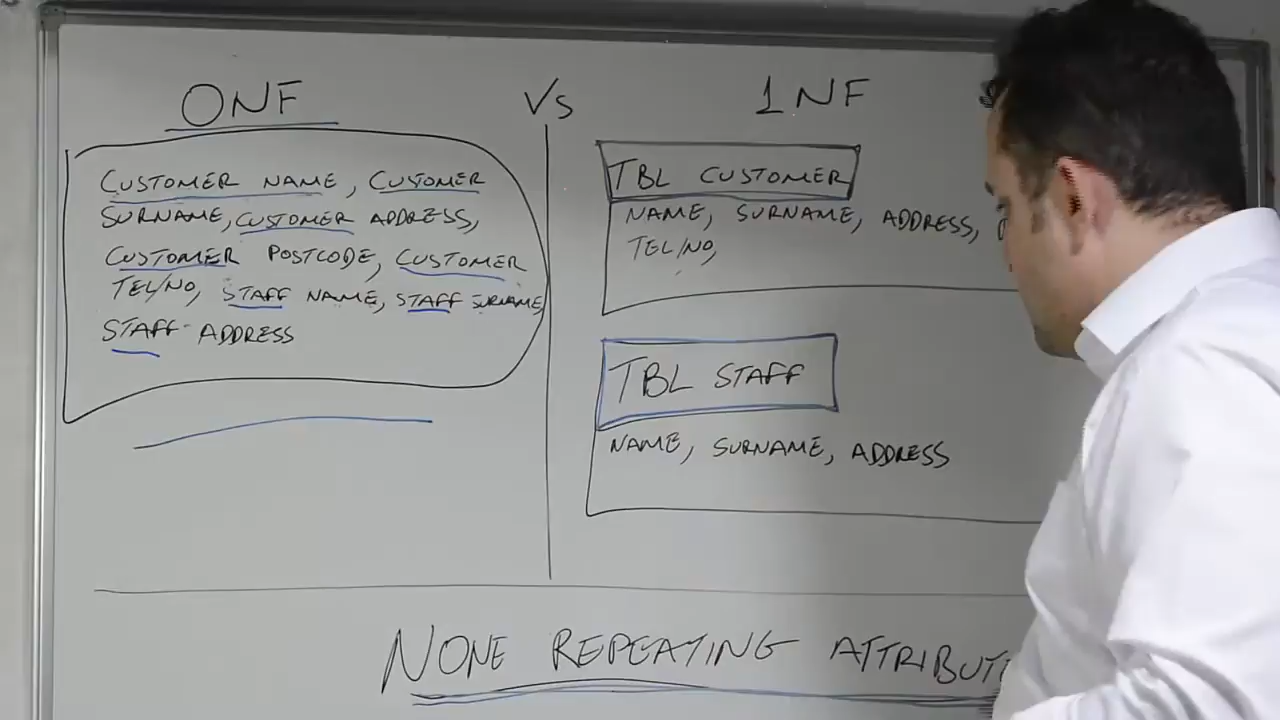 0NF
Vs
1NF
CUSTOMER NAME, CUSTOMER
SURNAME, CUSTOMER ADDRESS,
CUSTOMER POSTCODE, CUSTOMER
TEL/NO, STAFF NAME, STAFF SURNAME,
STAFF ADDRESS
TBL CUSTOMER
NAME, SURNAME, ADDRESS,
TEL/NO,
TBL STAFF
NAME, SURNAME, ADDRESS
NONE REPEATING ATTRIBUT